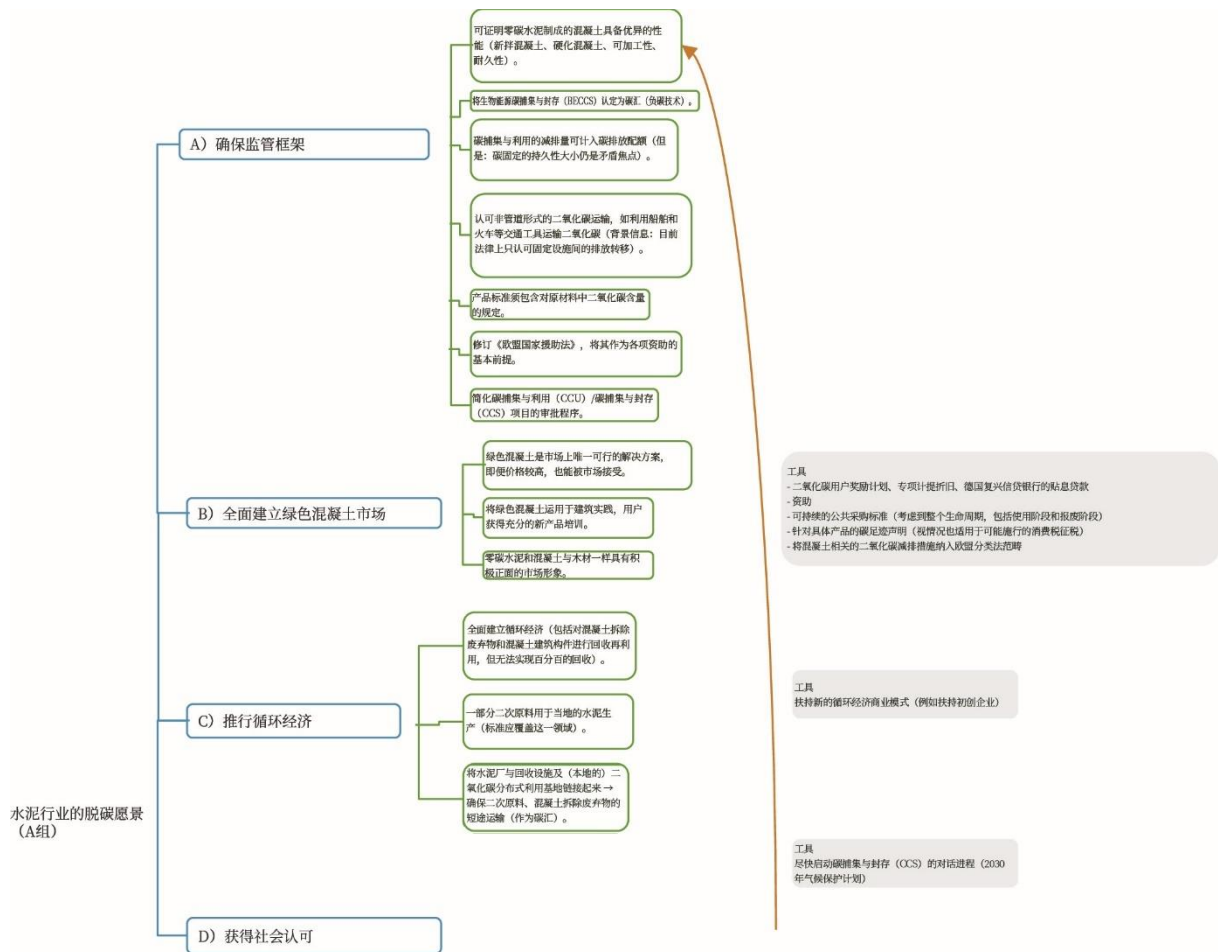 可证明零碳水泥制成的混凝土具备优异的性
能（新拌混凝土、硬化混凝土、可加工性、
耐久性）。
将生物能源碳捕集与封存（BECCS）认定为碳汇（负碳技术）。
A）确保监管框架
碳捕集与利用的减排量可计入碳排放配额（但
是：碳固定的持久性大小仍是矛盾焦点）。
认可非管道形式的二氧化碳运输，如利用船舶和
火车等交通工具运输二氧化碳（背景信息：目前
法律上只认可固定设施间的排放转移）。
产品标准须包含对原材料中二氧化碳含量
的规定。
修订《欧盟国家援助法》，将其作为各项资助的
基本前提。
简化碳捕集与利用（CCU）/碳捕集与封存
（CCS）项目的审批程序。
B）全面建立绿色混凝土市场
绿色混凝土是市场上唯一可行的解决方案，
即便价格较高，也能被市场接受。
将绿色混凝土运用于建筑实践，用户
获得充分的新产品培训。
零碳水泥和混凝土与木材一样具有积
极正面的市场形象。
工具
- 二氧化碳用户奖励计划、专项计提折旧、德国复兴信贷银行的贴息贷款
- 资助
- 可持续的公共采购标准（考虑到整个生命周期，包括使用阶段和报废阶段）
- 针对具体产品的碳足迹声明（视情况也适用于可能施行的消费税征税）
- 将混凝土相关的二氧化碳减排措施纳入欧盟分类法范畴
C）推行循环经济
全面建立循环经济（包括对混凝土拆除
废弃物和混凝土建筑构件进行回收再利
用，但无法实现百分百的回收）。
一部分二次原料用于当地的水泥生
产（标准应覆盖这一领域）。
将水泥厂与回收设施及（本地的）二
氧化碳分布式利用基地链接起来 →
确保二次原料、混凝土拆除废弃物的
短途运输（作为碳汇）。
工具
扶持新的循环经济商业模式（例如扶持初创企业）
水泥行业的脱碳愿景
（A组）
工具
尽快启动碳捕集与封存（CCS）的对话进程（2030
年气候保护计划）
D）获得社会认可